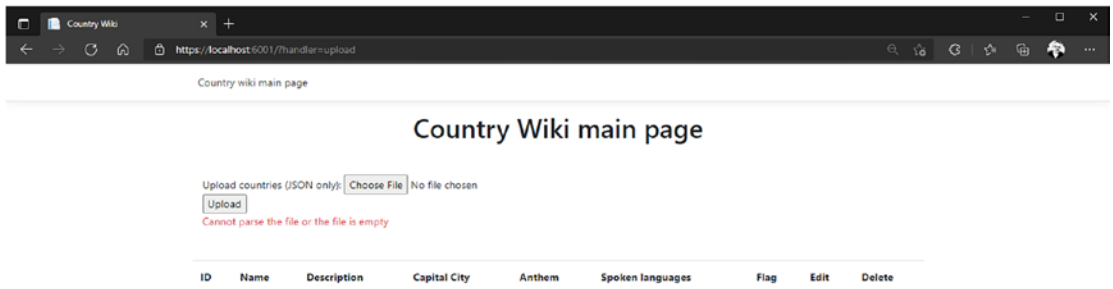 Country Wiki
https://localhost:6001/?handler=upload
Country wiki main page
Country Wiki main page
Upload countries (JSON only): Choose File No file chosen
Upload
Cannot parse the file or the file is empty
ID Name Description Capital City Anthem Spoken languages Flag Edit Delete